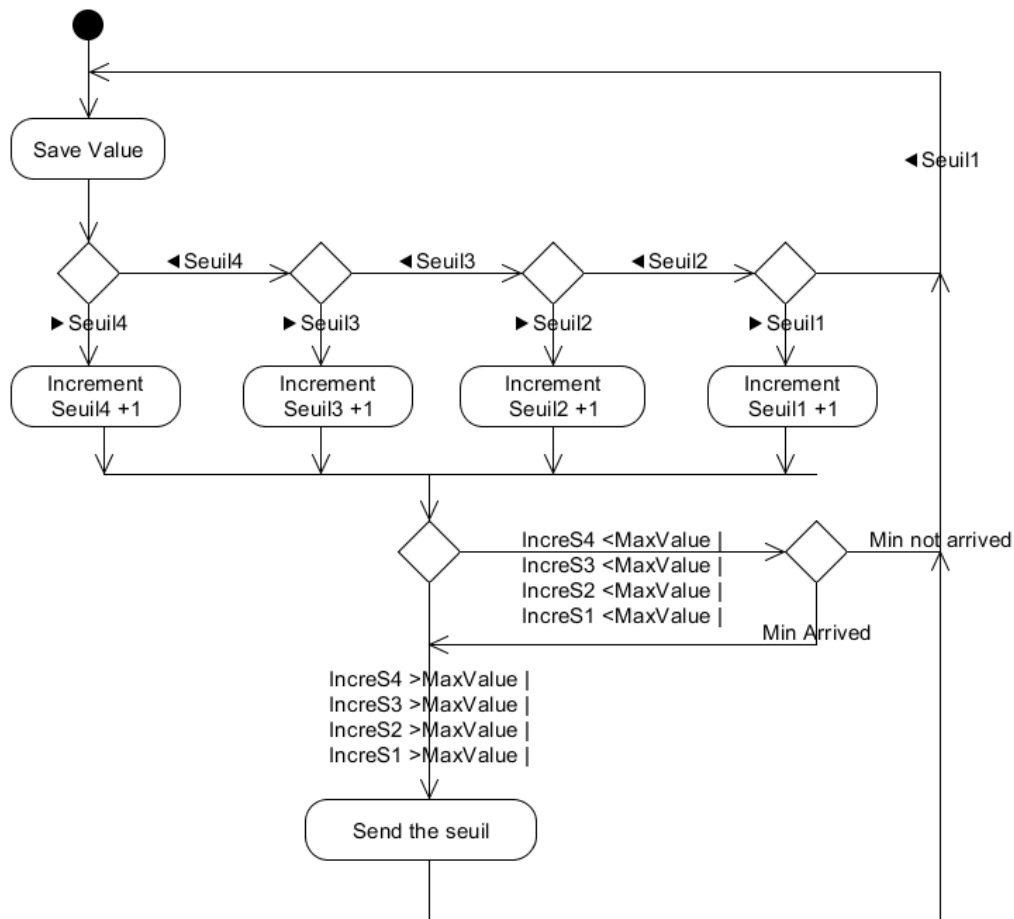 Save Value
◄Seuil1
◄Seuil4
◄Seuil3
◄Seuil2
►Seuil4
►Seuil3
►Seuil2
►Seuil1
Increment
Seuil4 +1
Increment
Seuil3 +1
Increment
Seuil2 +1
Increment
Seuil1 +1
IncreS4 <MaxValue |
IncreS3 <MaxValue |
IncreS2 <MaxValue |
IncreS1 <MaxValue |
Min not arrived
Min Arrived
IncreS4 >MaxValue |
IncreS3 >MaxValue |
IncreS2 >MaxValue |
IncreS1 >MaxValue |
Send the seuil